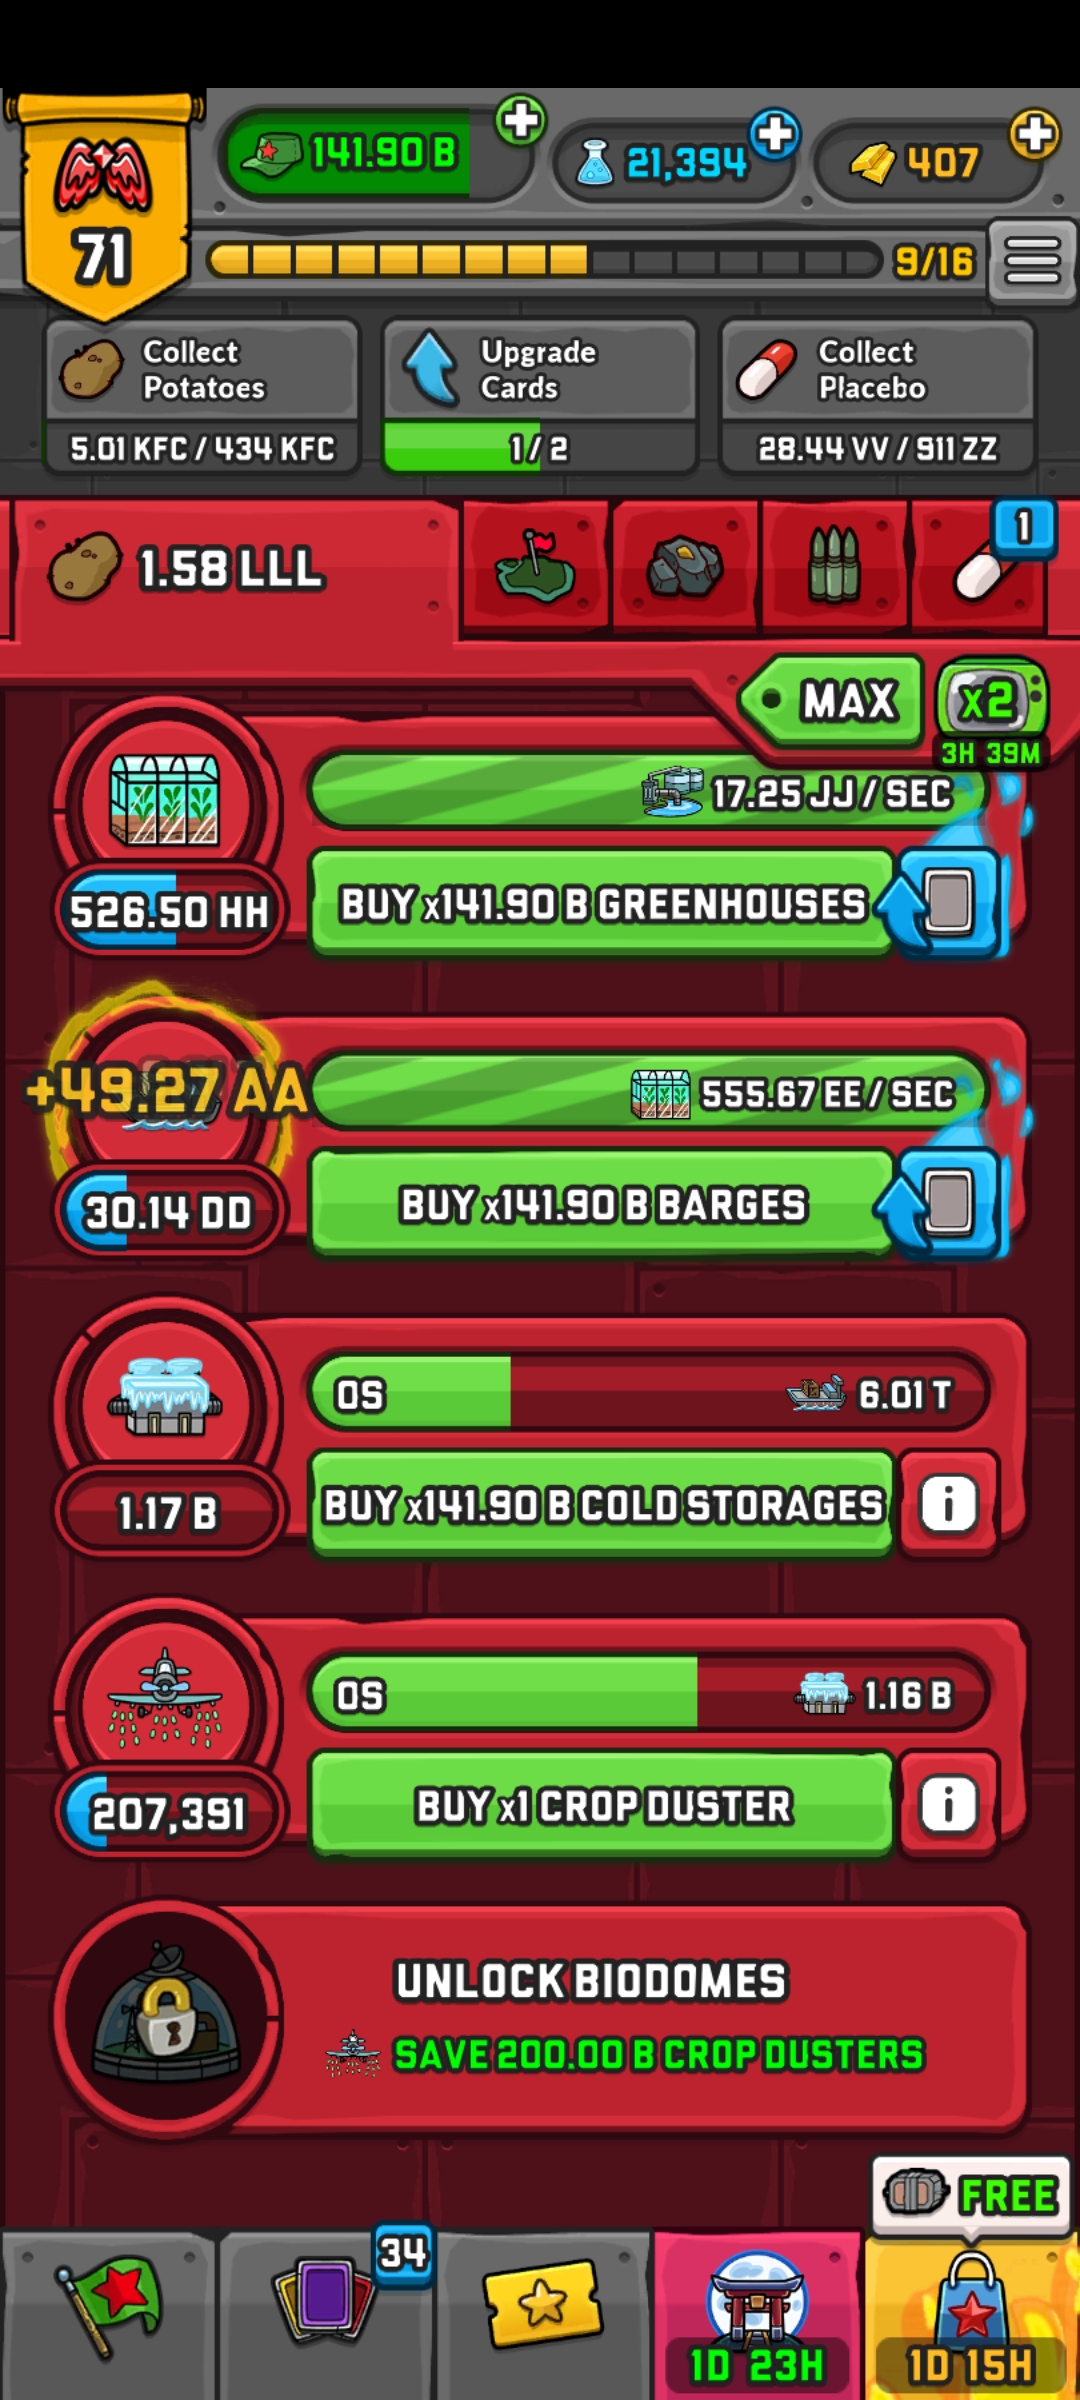 141.90 B
21,394
407
71
9/16
Collect
Potatoes
5.01 KFC / 434 KFC
Upgrade
Cards
1 / 2
Collect
Placebo
28.44 VV / 911 ZZ
1.58 LLL
1
MAX
x2
3H 39M
17.25 JJ / SEC
526.50 HH
BUY x141.90 B GREENHOUSES
+49.27 AA
555.67 EE / SEC
30.14 DD
BUY x141.90 B BARGES
0S
6.01 T
1.17 B
BUY x141.90 B COLD STORAGES
i
0S
1.16 B
207,391
BUY x1 CROP DUSTER
i
UNLOCK BIODOMES
SAVE 200.00 B CROP DUSTERS
FREE
34
1D 23H
1D 15H